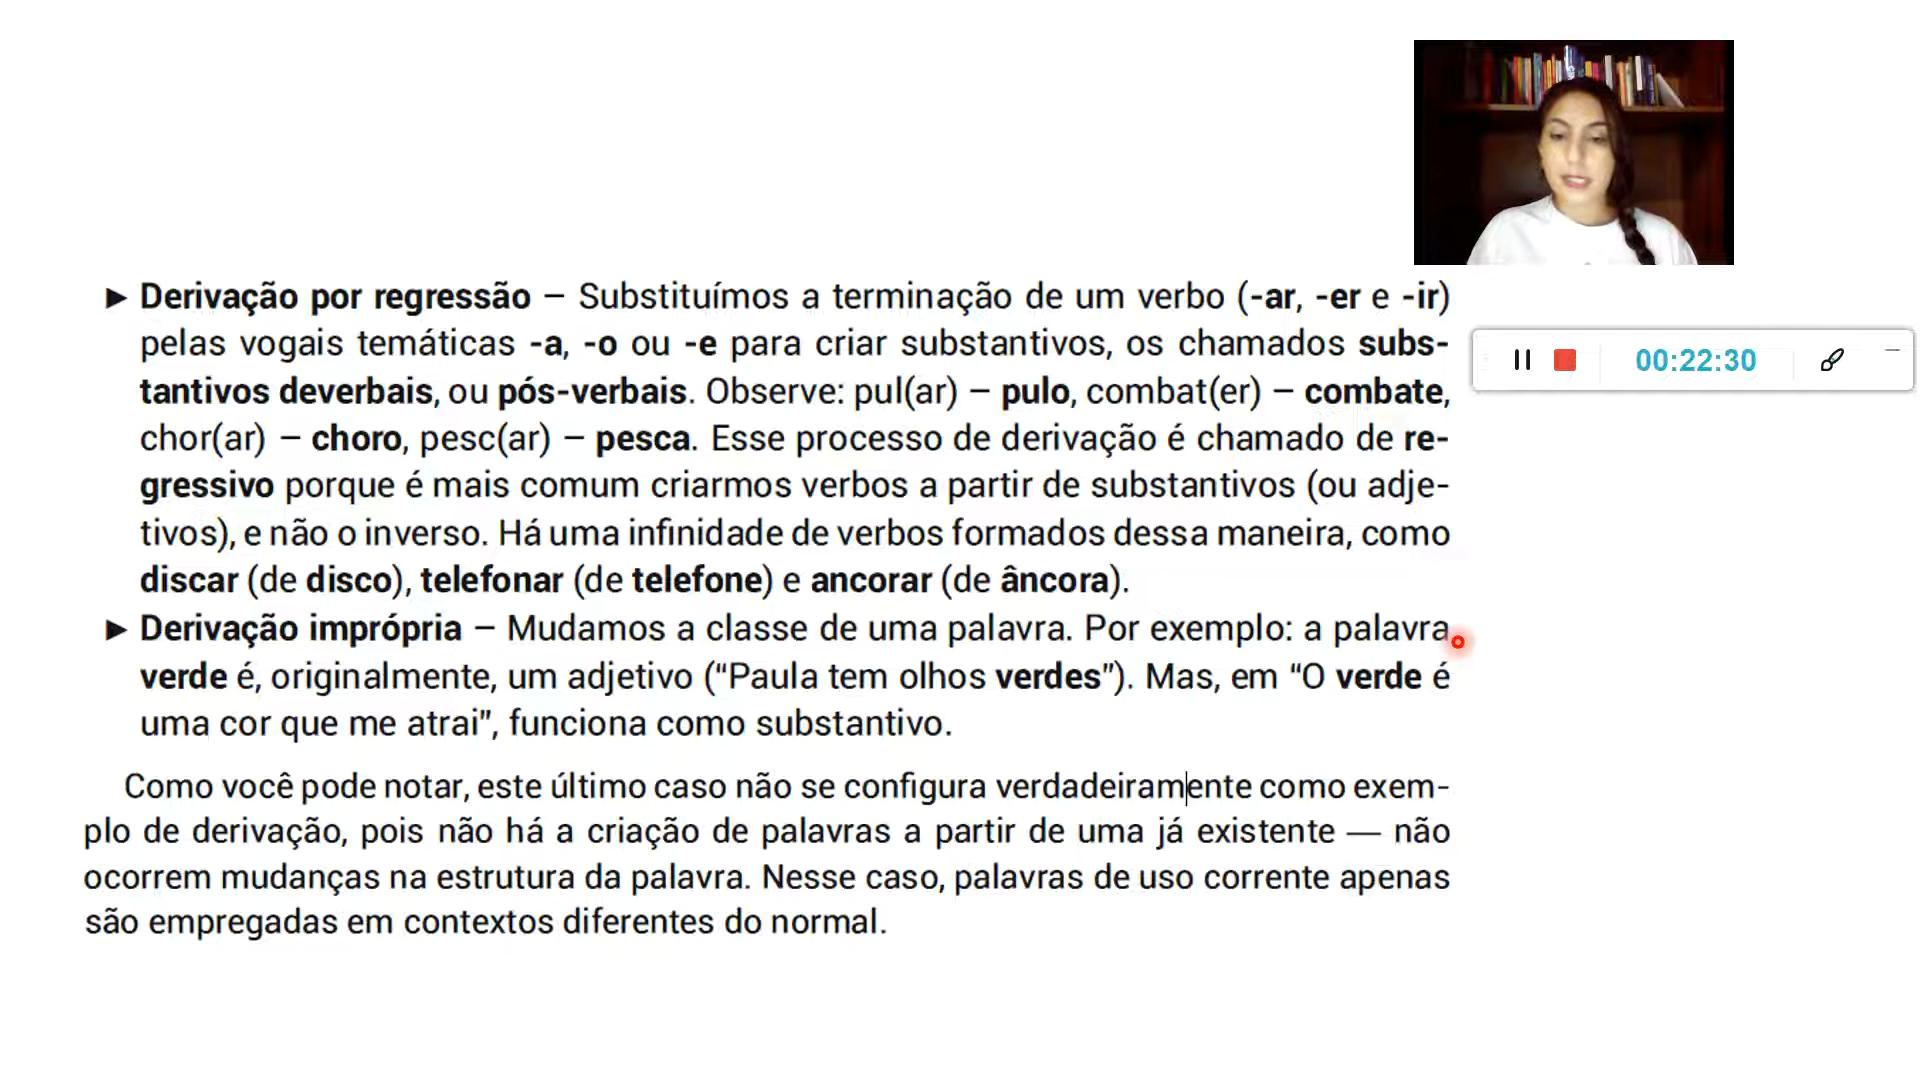 ► Derivação por regressão – Substituímos a terminação de um verbo (-ar, -er e -ir)
pelas vogais temáticas -a, -o ou -e para criar substantivos, os chamados subs-
tantivos deverbais, ou pós-verbais. Observe: pul(ar) – pulo, combat(er) – combate,
chor(ar) – choro, pesc(ar) – pesca. Esse processo de derivação é chamado de re-
gressivo porque é mais comum criarmos verbos a partir de substantivos (ou adje-
tivos), e não o inverso. Há uma infinidade de verbos formados dessa maneira, como
discar (de disco), telefonar (de telefone) e ancorar (de âncora).
► Derivação imprópria – Mudamos a classe de uma palavra. Por exemplo: a palavra
verde é, originalmente, um adjetivo (“Paula tem olhos verdes”). Mas, em “O verde é
uma cor que me atrai”, funciona como substantivo.
Como você pode notar, este último caso não se configura verdadeiramente como exem-
plo de derivação, pois não há a criação de palavras a partir de uma já existente — não
ocorrem mudanças na estrutura da palavra. Nesse caso, palavras de uso corrente apenas
são empregadas em contextos diferentes do normal.
00:22:30